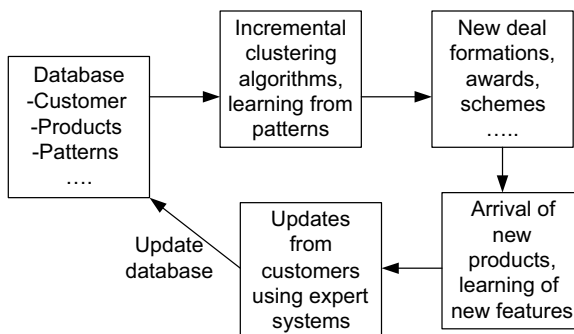 Database
-Customer
-Products
-Patterns
....
Incremental
clustering
algorithms,
learning from
patterns
New deal
formations,
awards,
schemes
.....
Arrival of
new
products,
learning of
new features
Updates
from
customers
using expert
systems
Update
database